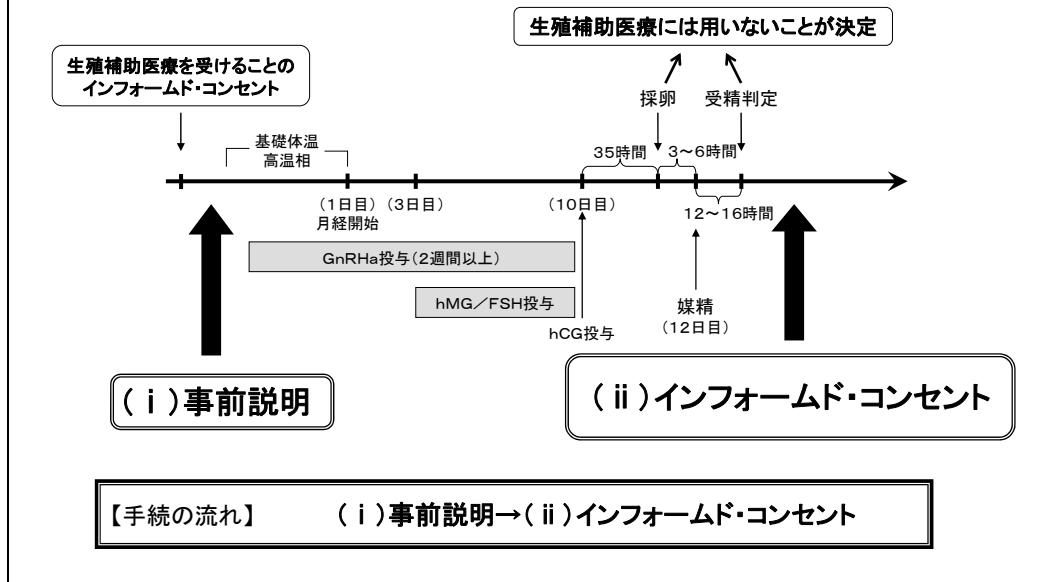 生殖補助医療には用いないことが決定
生殖補助医療を受けることの
インフォームド・コンセント
採卵
受精判定
基礎体温
高温相
35時間
3~6時間
(1日目)
(3日目)
(10日目)
月経開始
12~16時間
GnRHa投与(2週間以上)
hMG/FSH投与
hCG投与
媒精
(12日目)
(ⅰ)事前説明
(ⅱ)インフォームド・コンセント
【手続の流れ】 (ⅰ)事前説明→(ⅱ)インフォームド・コンセント